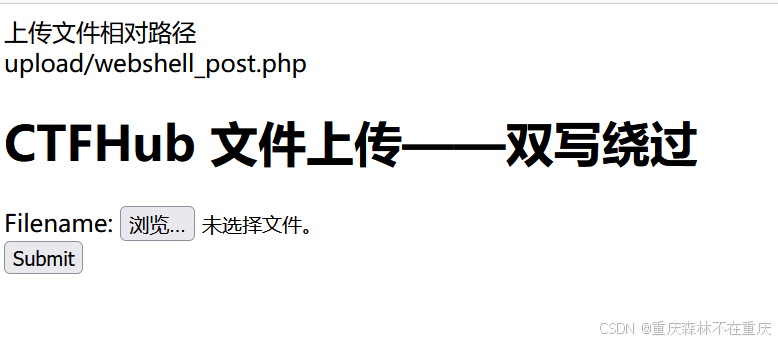 上传文件相对路径
upload/webshell_post.php
CTFHub 文件上传——双写绕过
Filename: 浏览... 未选择文件。
Submit
CSDN @重庆森林不在重庆